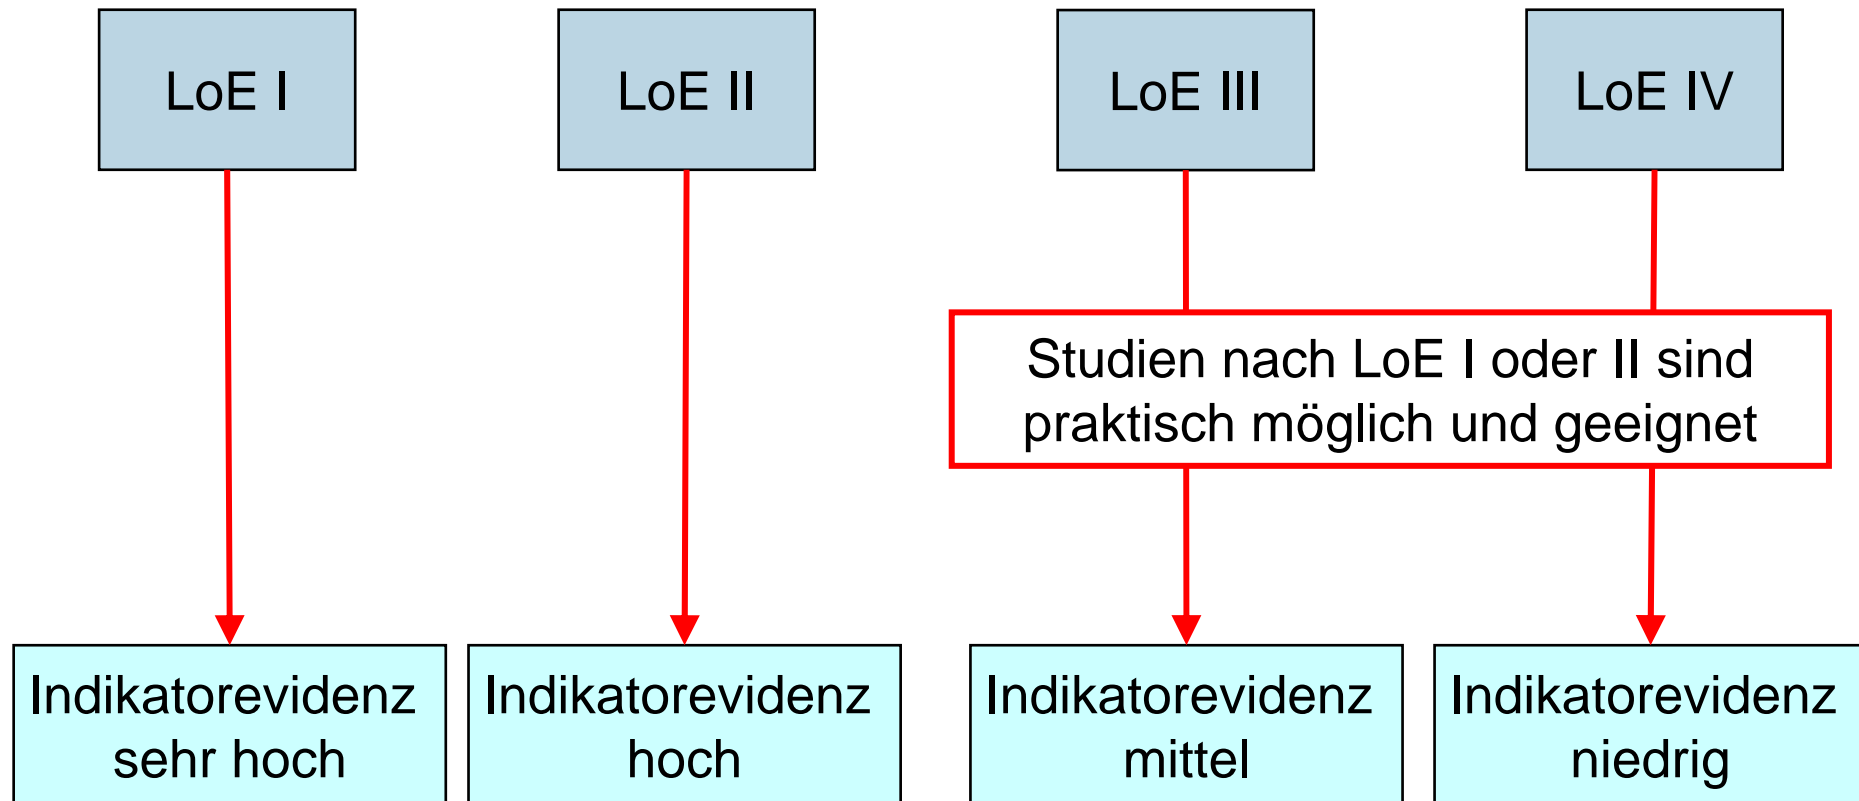 LoE I
LoE II
LoE III
LoE IV
Studien nach LoE I oder II sind
praktisch möglich und geeignet
Indikatorevidenz
sehr hoch
Indikatorevidenz
hoch
Indikatorevidenz
mittel
Indikatorevidenz
niedrig